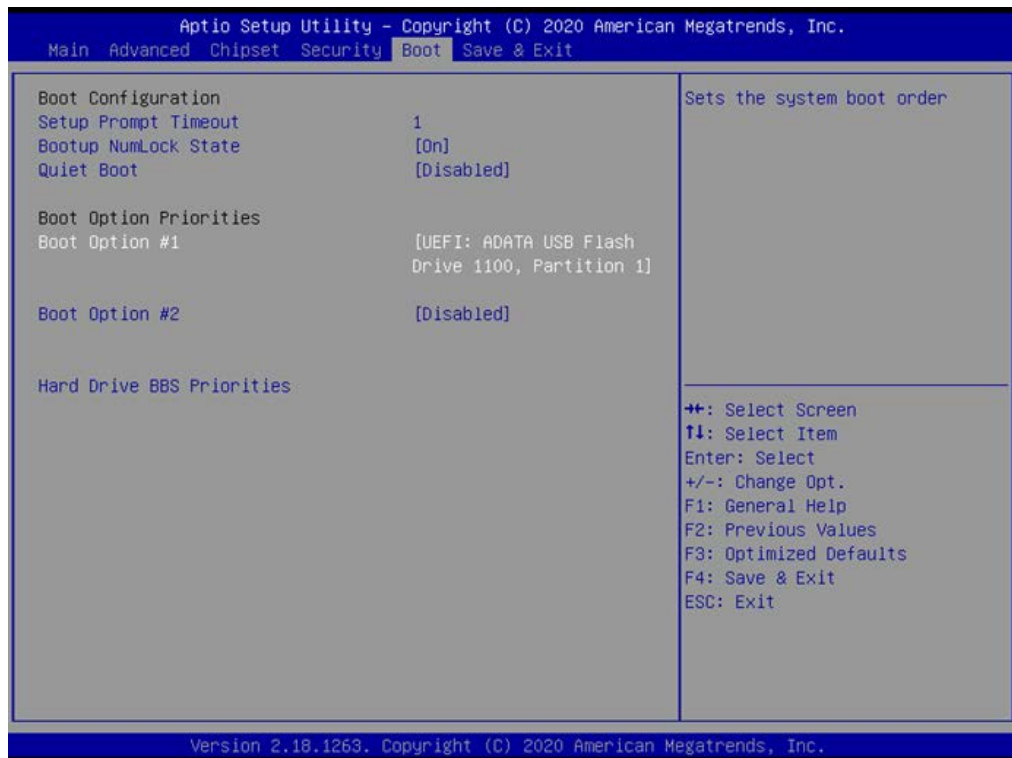 Aptio Setup Utility – Copyright (C) 2020 American Megatrends, Inc.
Main Advanced Chipset Security Boot Save & Exit
Boot Configuration
Setup Prompt Timeout 1
Bootup NumLock State [On]
Quiet Boot [Disabled]
Boot Option Priorities
Boot Option #1 [UEFI: ADATA USB Flash
Drive 1100, Partition 1]
Boot Option #2 [Disabled]
Hard Drive BBS Priorities
Sets the system boot order
→←: Select Screen
↑↓: Select Item
Enter: Select
+/-: Change Opt.
F1: General Help
F2: Previous Values
F3: Optimized Defaults
F4: Save & Exit
ESC: Exit
Version 2.18.1263. Copyright (C) 2020 American Megatrends, Inc.